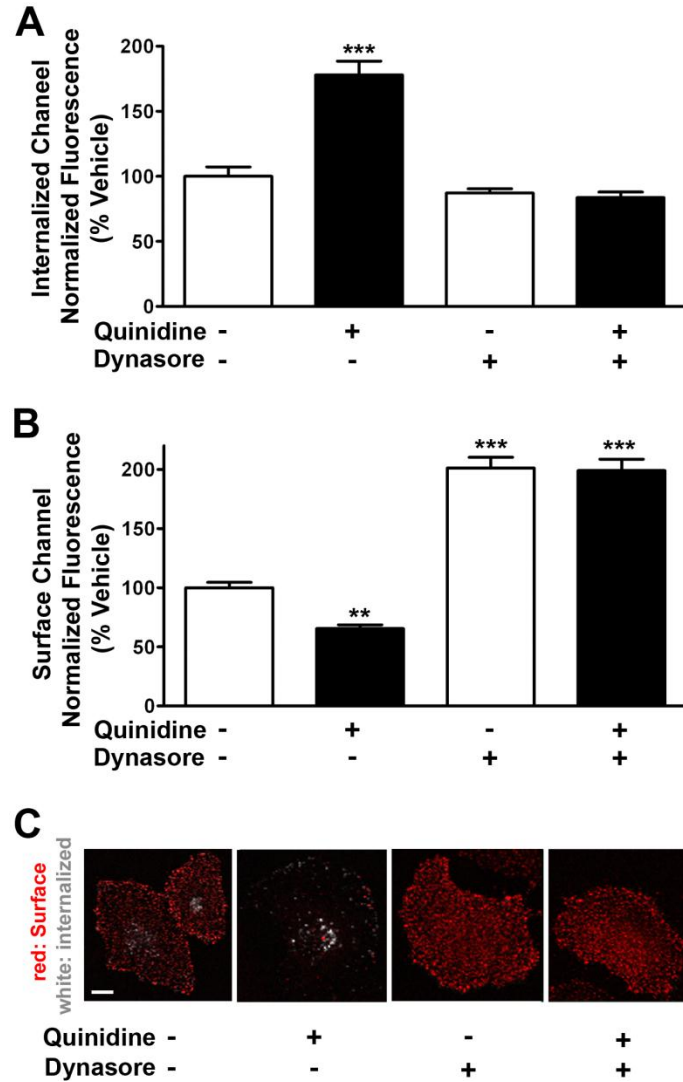 A
Internalized Chaneel
Normalized Fluorescence
(% Vehicle)
200
150
100
50
0
***
Quinidine - + - +
Dynasore - - + +
B
Surface Channel
Normalized Fluorescence
(% Vehicle)
200
150
100
50
0
**
***
***
Quinidine - + - +
Dynasore - - + +
C
red: Surface
white: internalized
Quinidine - + - +
Dynasore - - + +